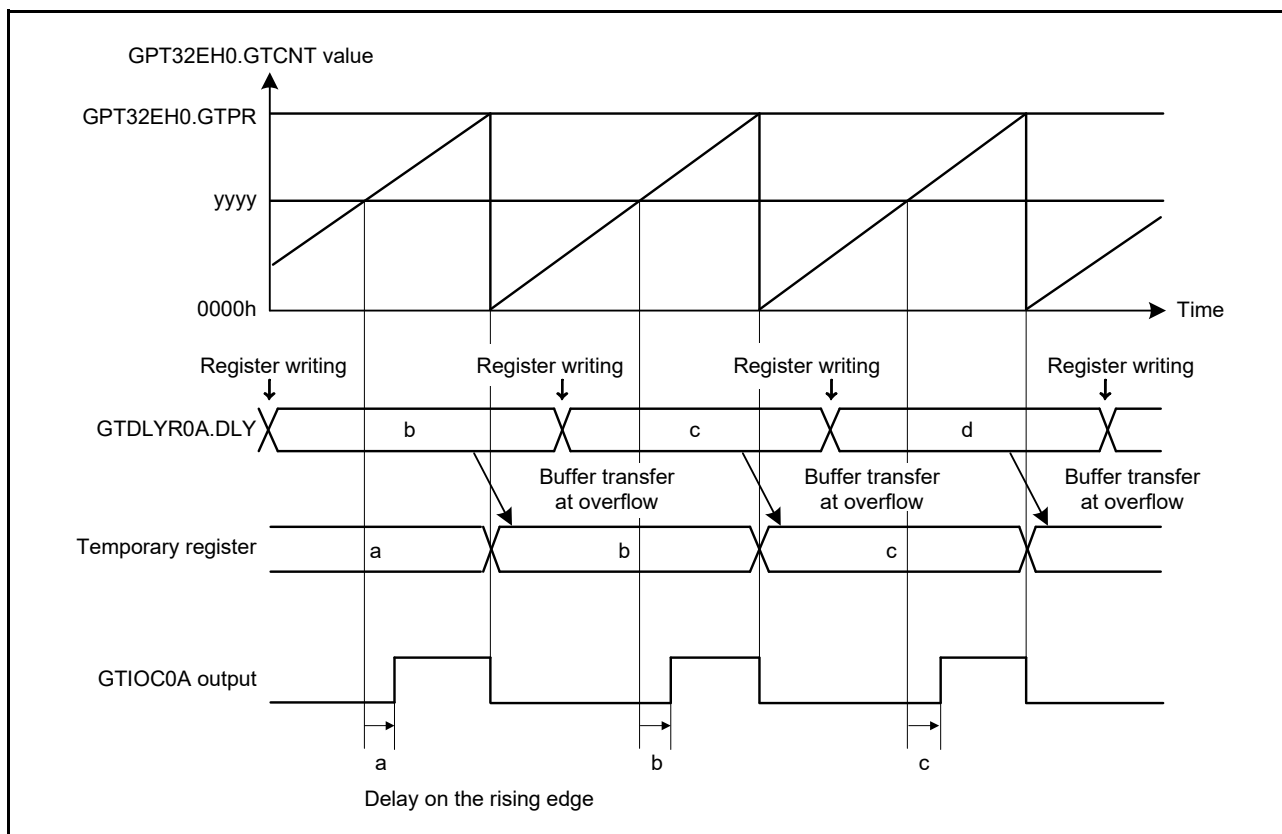 GPT32EH0.GTCNT value
GPT32EH0.GTPR
yyyy
0000h
Time
Register writing
Register writing
Register writing
Register writing
GTDLYR0A.DLY
b
c
d
Buffer transfer
at overflow
Buffer transfer
at overflow
Buffer transfer
at overflow
Temporary register
a
b
c
GTIOC0A output
a
b
c
Delay on the rising edge